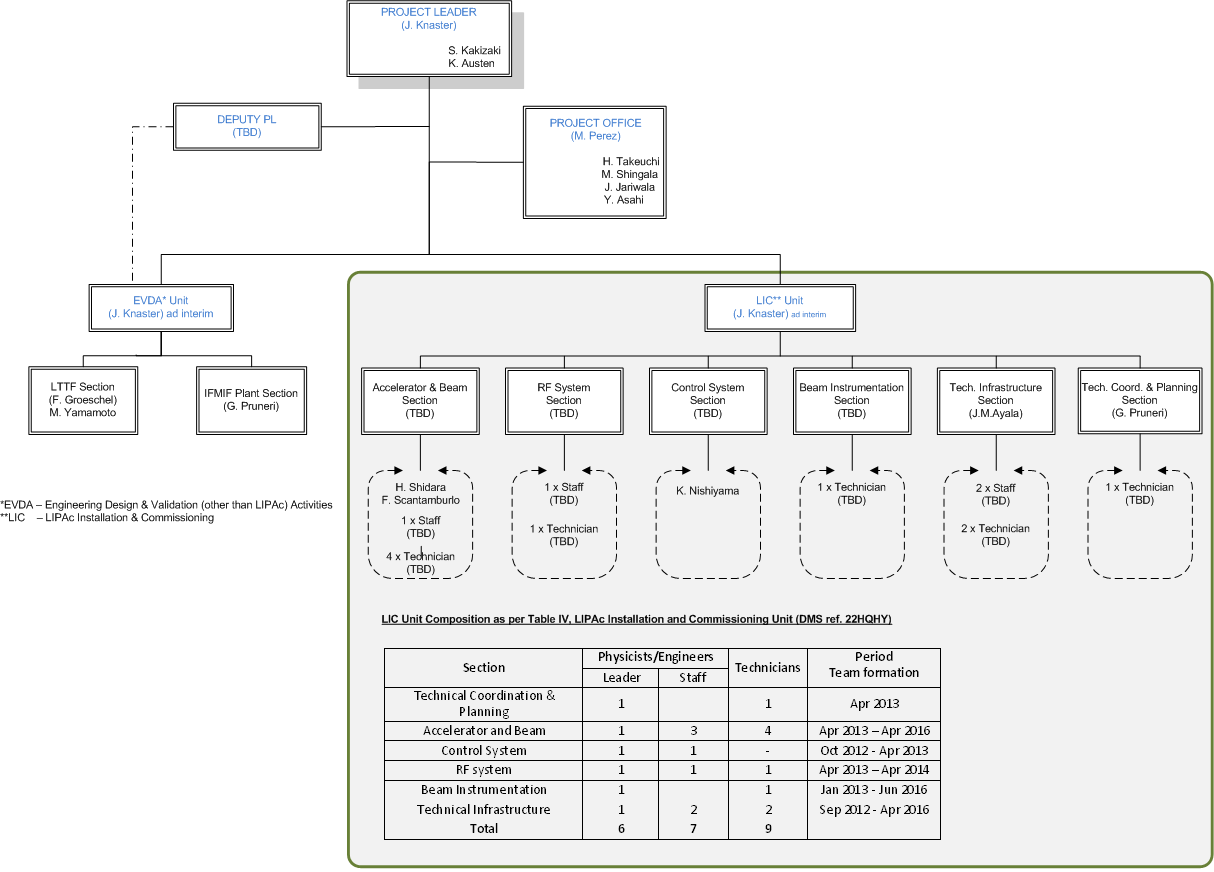 PROJECT LEADER
(J. Knaster)
S. Kakizaki
K. Austen
DEPUTY PL
(TBD)
PROJECT OFFICE
(M. Perez)
H. Takeuchi
M. Shingala
J. Jariwala
Y. Asahi
EVDA* Unit
(J. Knaster) ad interim
LIC** Unit
(J. Knaster) ad interim
LTTF Section
(F. Groeschel)
M. Yamamoto
IFMIF Plant Section
(G. Pruneri)
Accelerator & Beam
Section
(TBD)
RF System
Section
(TBD)
Control System
Section
(TBD)
Beam Instrumentation
Section
(TBD)
Tech. Infrastructure
Section
(J.M.Ayala)
Tech. Coord. & Planning
Section
(G. Pruneri)
H. Shidara
F. Scantamburlo
1 x Staff
(TBD)
4 x Technician
(TBD)
1 x Staff
(TBD)
1 x Technician
(TBD)
K. Nishiyama
1 x Technician
(TBD)
2 x Staff
(TBD)
2 x Technician
(TBD)
1 x Technician
(TBD)
*EVDA – Engineering Design & Validation (other than LIPAc) Activities
**LIC – LIPAc Installation & Commissioning
LIC Unit Composition as per Table IV, LIPAc Installation and Commissioning Unit (DMS ref. 22HQHY)
Section Physicists/Engineers Technicians Period
Team formation
Leader Staff
Technical Coordination &
Planning 1 1 Apr 2013
Accelerator and Beam 1 3 4 Apr 2013 – Apr 2016
Control System 1 1 - Oct 2012 - Apr 2013
RF system 1 1 1 Apr 2013 – Apr 2014
Beam Instrumentation 1 1 Jan 2013 - Jun 2016
Technical Infrastructure 1 2 2 Sep 2012 - Apr 2016
Total 6 7 9